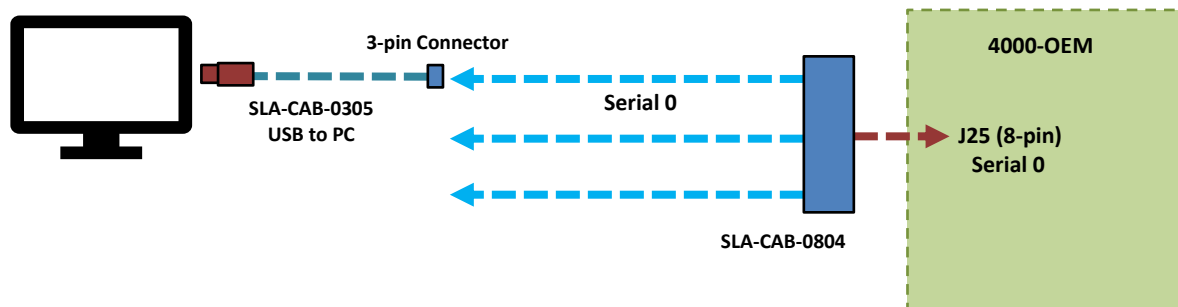 3-pin Connector
4000-OEM
SLA-CAB-0305
USB to PC
Serial 0
J25 (8-pin)
Serial 0
SLA-CAB-0804